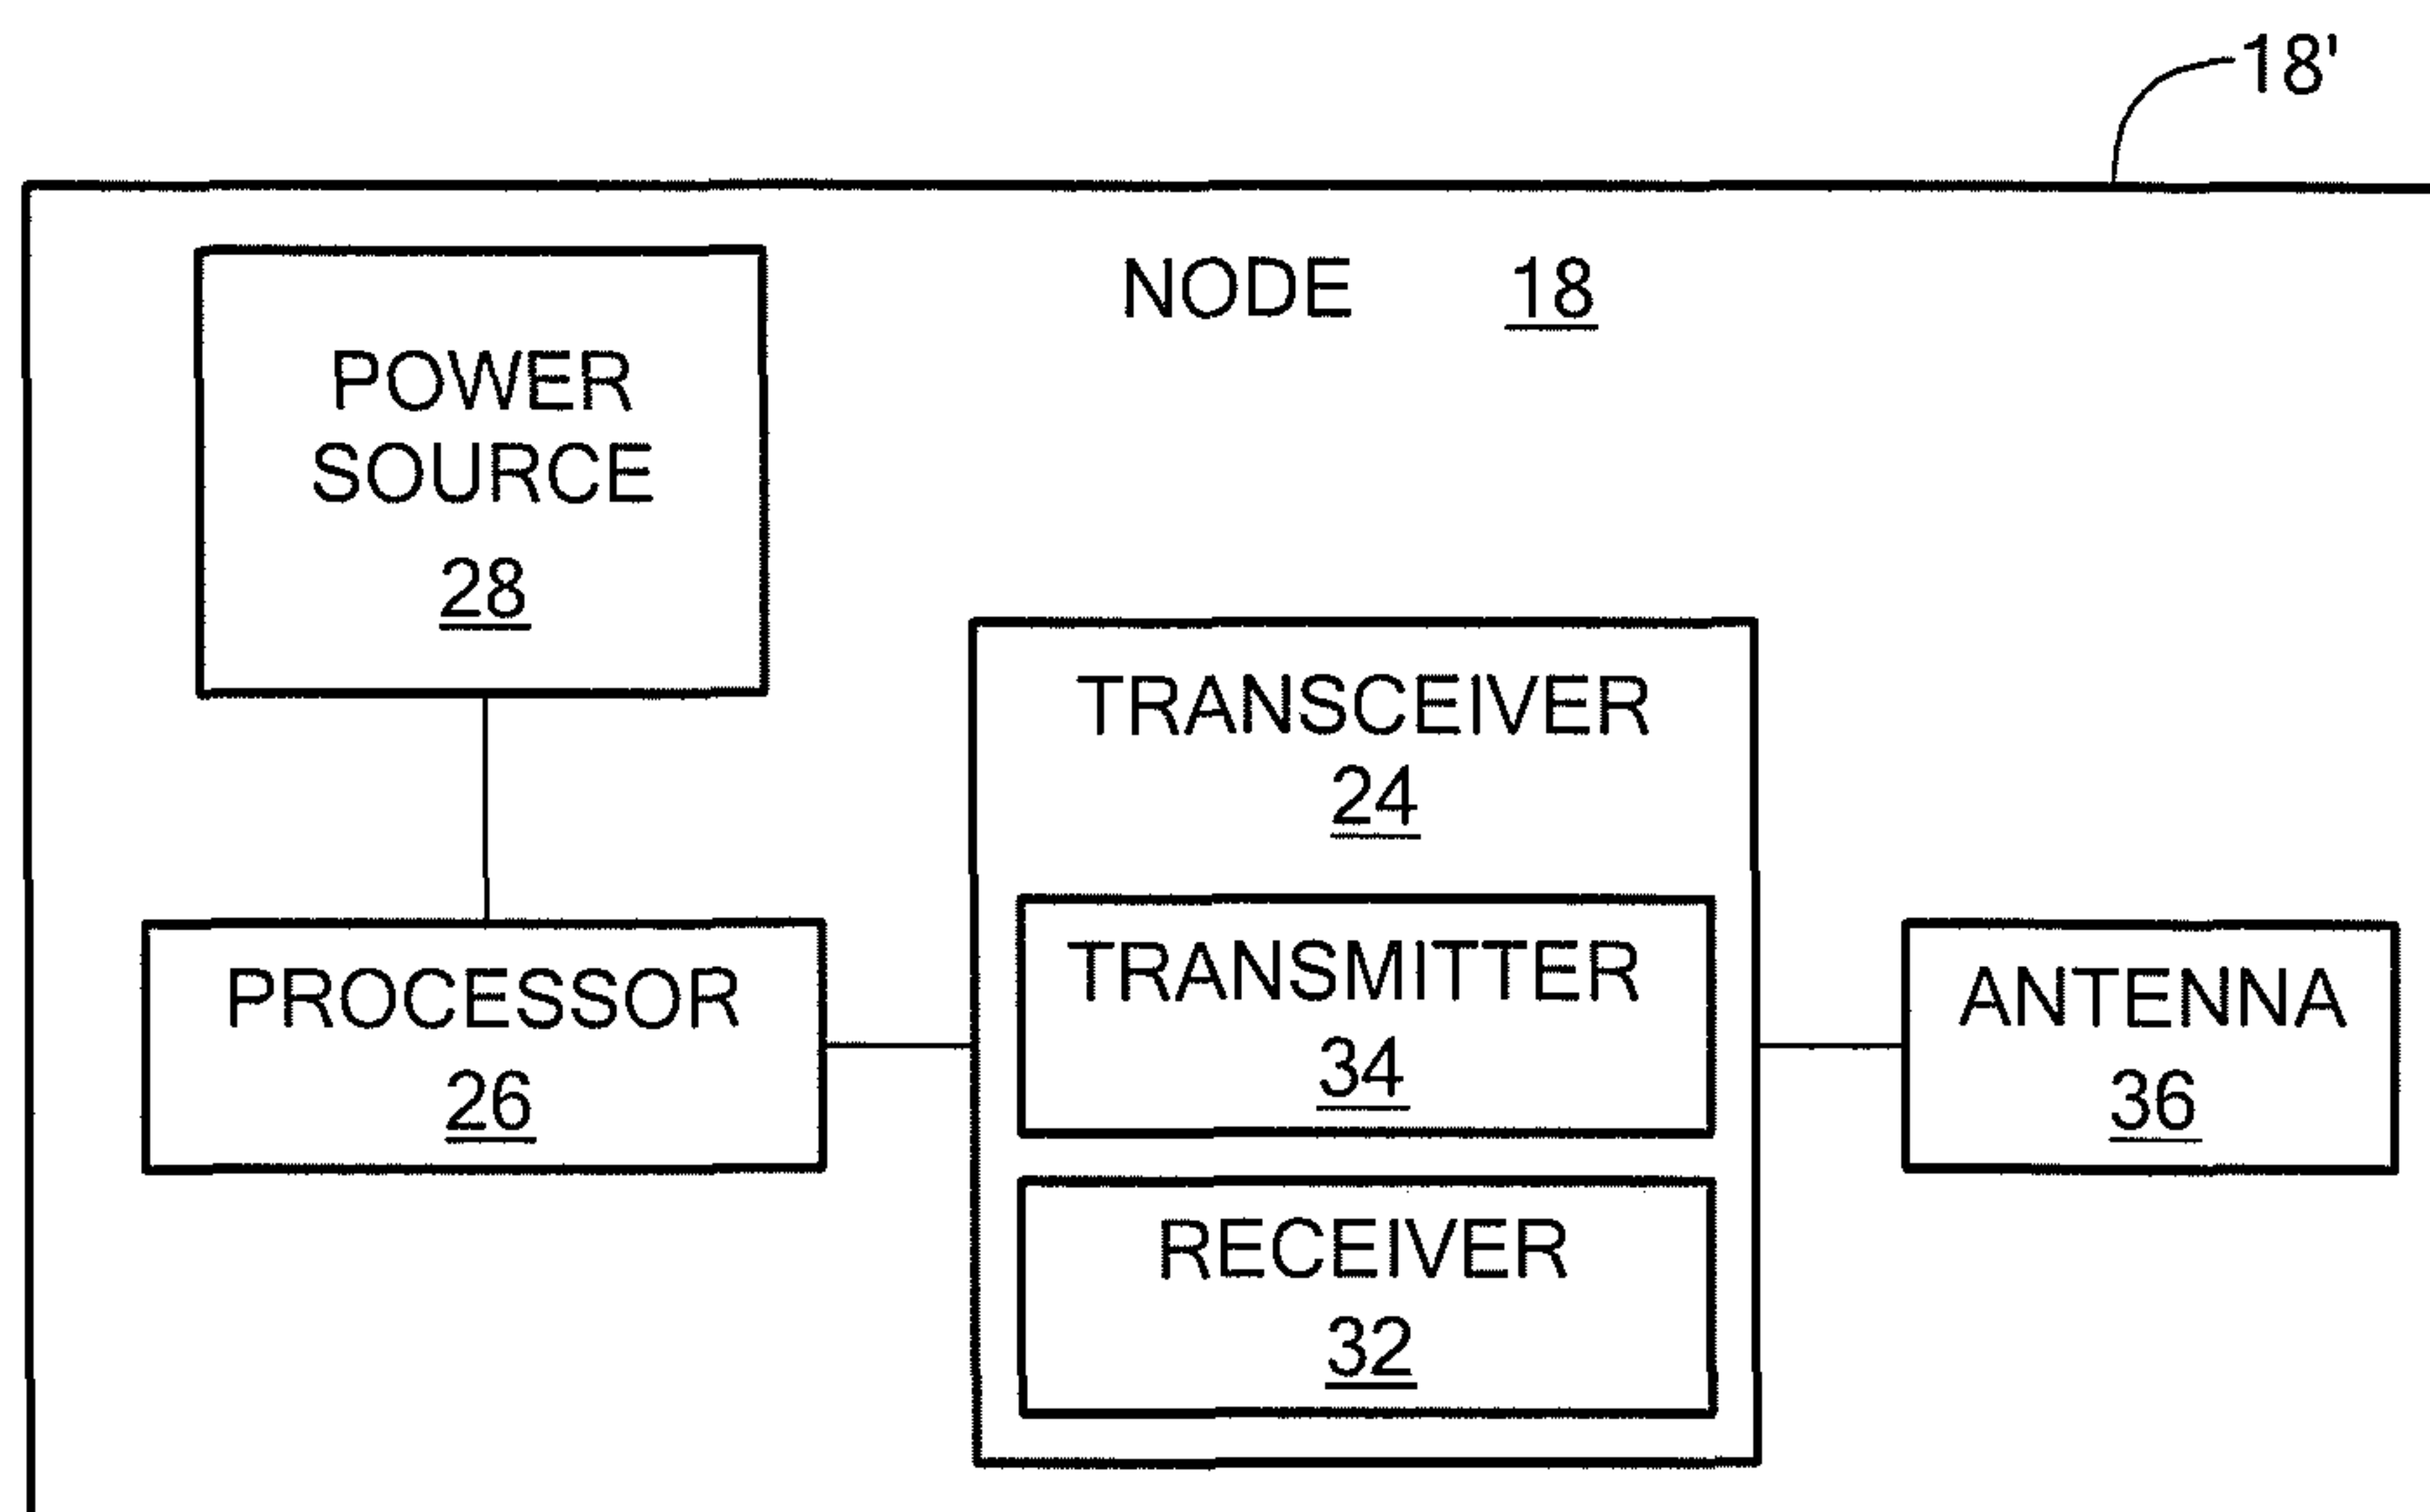 18'
NODE 18
POWER
SOURCE
28
TRANSCEIVER
24
TRANSMITTER
34
PROCESSOR
26
ANTENNA
36
RECEIVER
32